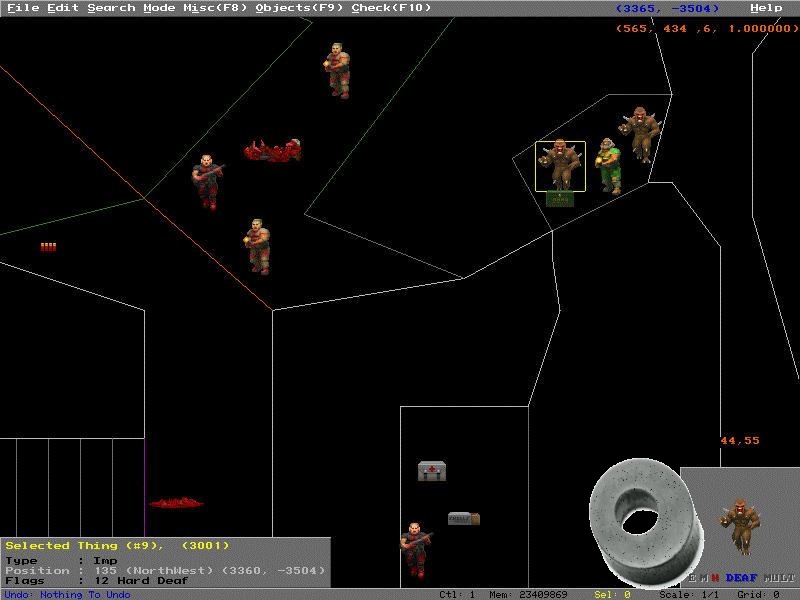 File Edit Search Mode Misc(F8) Objects(F9) Check(F10) (3365, -3504) Help
(565, 434 ,6, 1.000000)
44,55
Selected Thing (#9), (3001)
Type : Imp
Position : 135 (NorthWest) (3360, -3504)
Flags : 12 Hard Deaf
E M H DEAF MULT
Undo: Nothing To Undo Ctl: 1 Mem: 23409869 Sel: 0 Scale: 1/1 Grid: 0